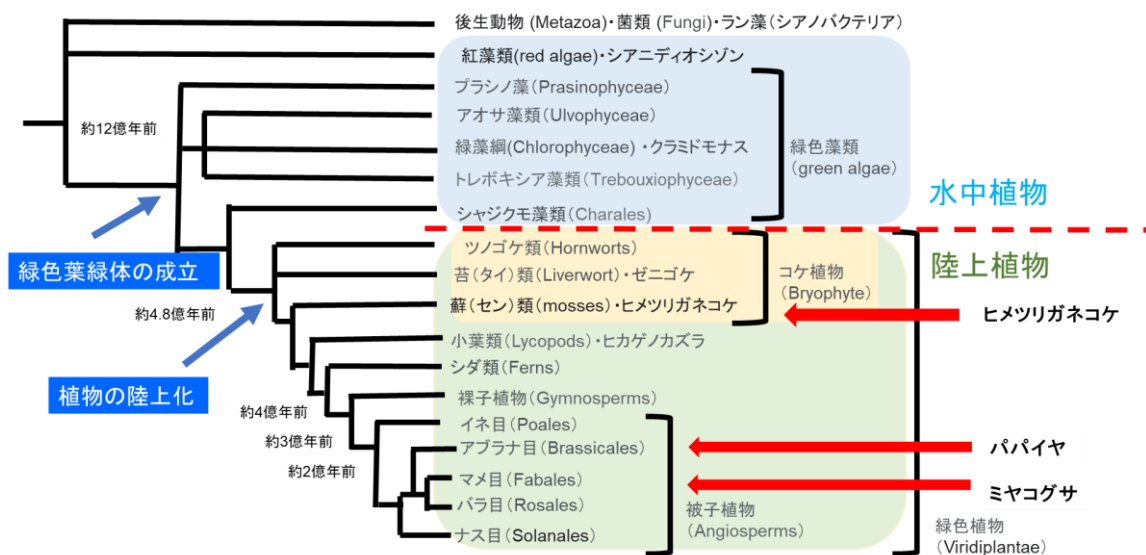 後生動物 (Metazoa)・菌類 (Fungi)・ラン藻(シアノバクテリア)
紅藻類(red algae)・シアニディオシゾン
プラシノ藻(Prasinophyceae)
約12億年前
アオサ藻類(Ulvophyceae)
緑藻綱(Chlorophyceae)・クラミドモナス
緑色藻類
(green algae)
トレボキシア藻類(Trebouxiophyceae)
水中植物
シャジクモ藻類(Charales)
ツノゴケ類(Hornworts)
緑色葉緑体の成立
苔(タイ)類(Liverwort)・ゼニゴケ
コケ植物
(Bryophyte)
陸上植物
約4.8億年前
蘚(セン)類(mosses)・ヒメツリガネコケ
ヒメツリガネコケ
小葉類(Lycopods)・ヒカゲノカズラ
シダ類(Ferns)
植物の陸上化
裸子植物(Gymnosperms)
約4億年前
イネ目(Poales)
約3億年前
アブラナ目(Brassicales)
パパイヤ
約2億年前
マメ目(Fabales)
ミヤコグサ
バラ目(Rosales)
被子植物
(Angiosperms)
ナス目(Solanales)
緑色植物
(Viridiplantae)